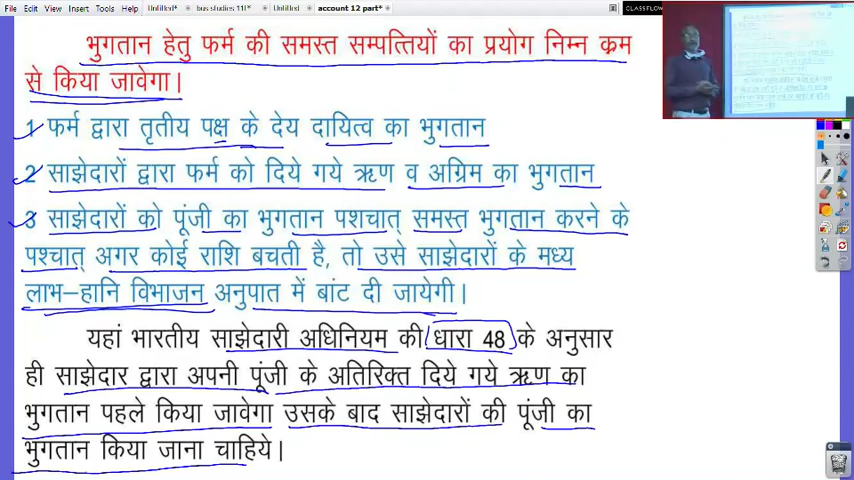 File Edit View Insert Tools Help Untitled* bus studies 11I* Untitled account 12 part* CLASSFLOW
भुगतान हेतु फर्म की समस्त सम्पत्तियों का प्रयोग निम्न क्रम
से किया जावेगा।
1 फर्म द्वारा तृतीय पक्ष के देय दायित्व का भुगतान
2 साझेदारों द्वारा फर्म को दिये गये ऋण व अग्रिम का भुगतान
3 साझेदारों को पूंजी का भुगतान पशचात् समस्त भुगतान करने के
पश्चात् अगर कोई राशि बचती है, तो उसे साझेदारों के मध्य
लाभ–हानि विभाजन अनुपात में बांट दी जायेगी।
यहां भारतीय साझेदारी अधिनियम की धारा 48 के अनुसार
ही साझेदार द्वारा अपनी पूंजी के अतिरिक्त दिये गये ऋण का
भुगतान पहले किया जावेगा उसके बाद साझेदारों की पूंजी का
भुगतान किया जाना चाहिये।